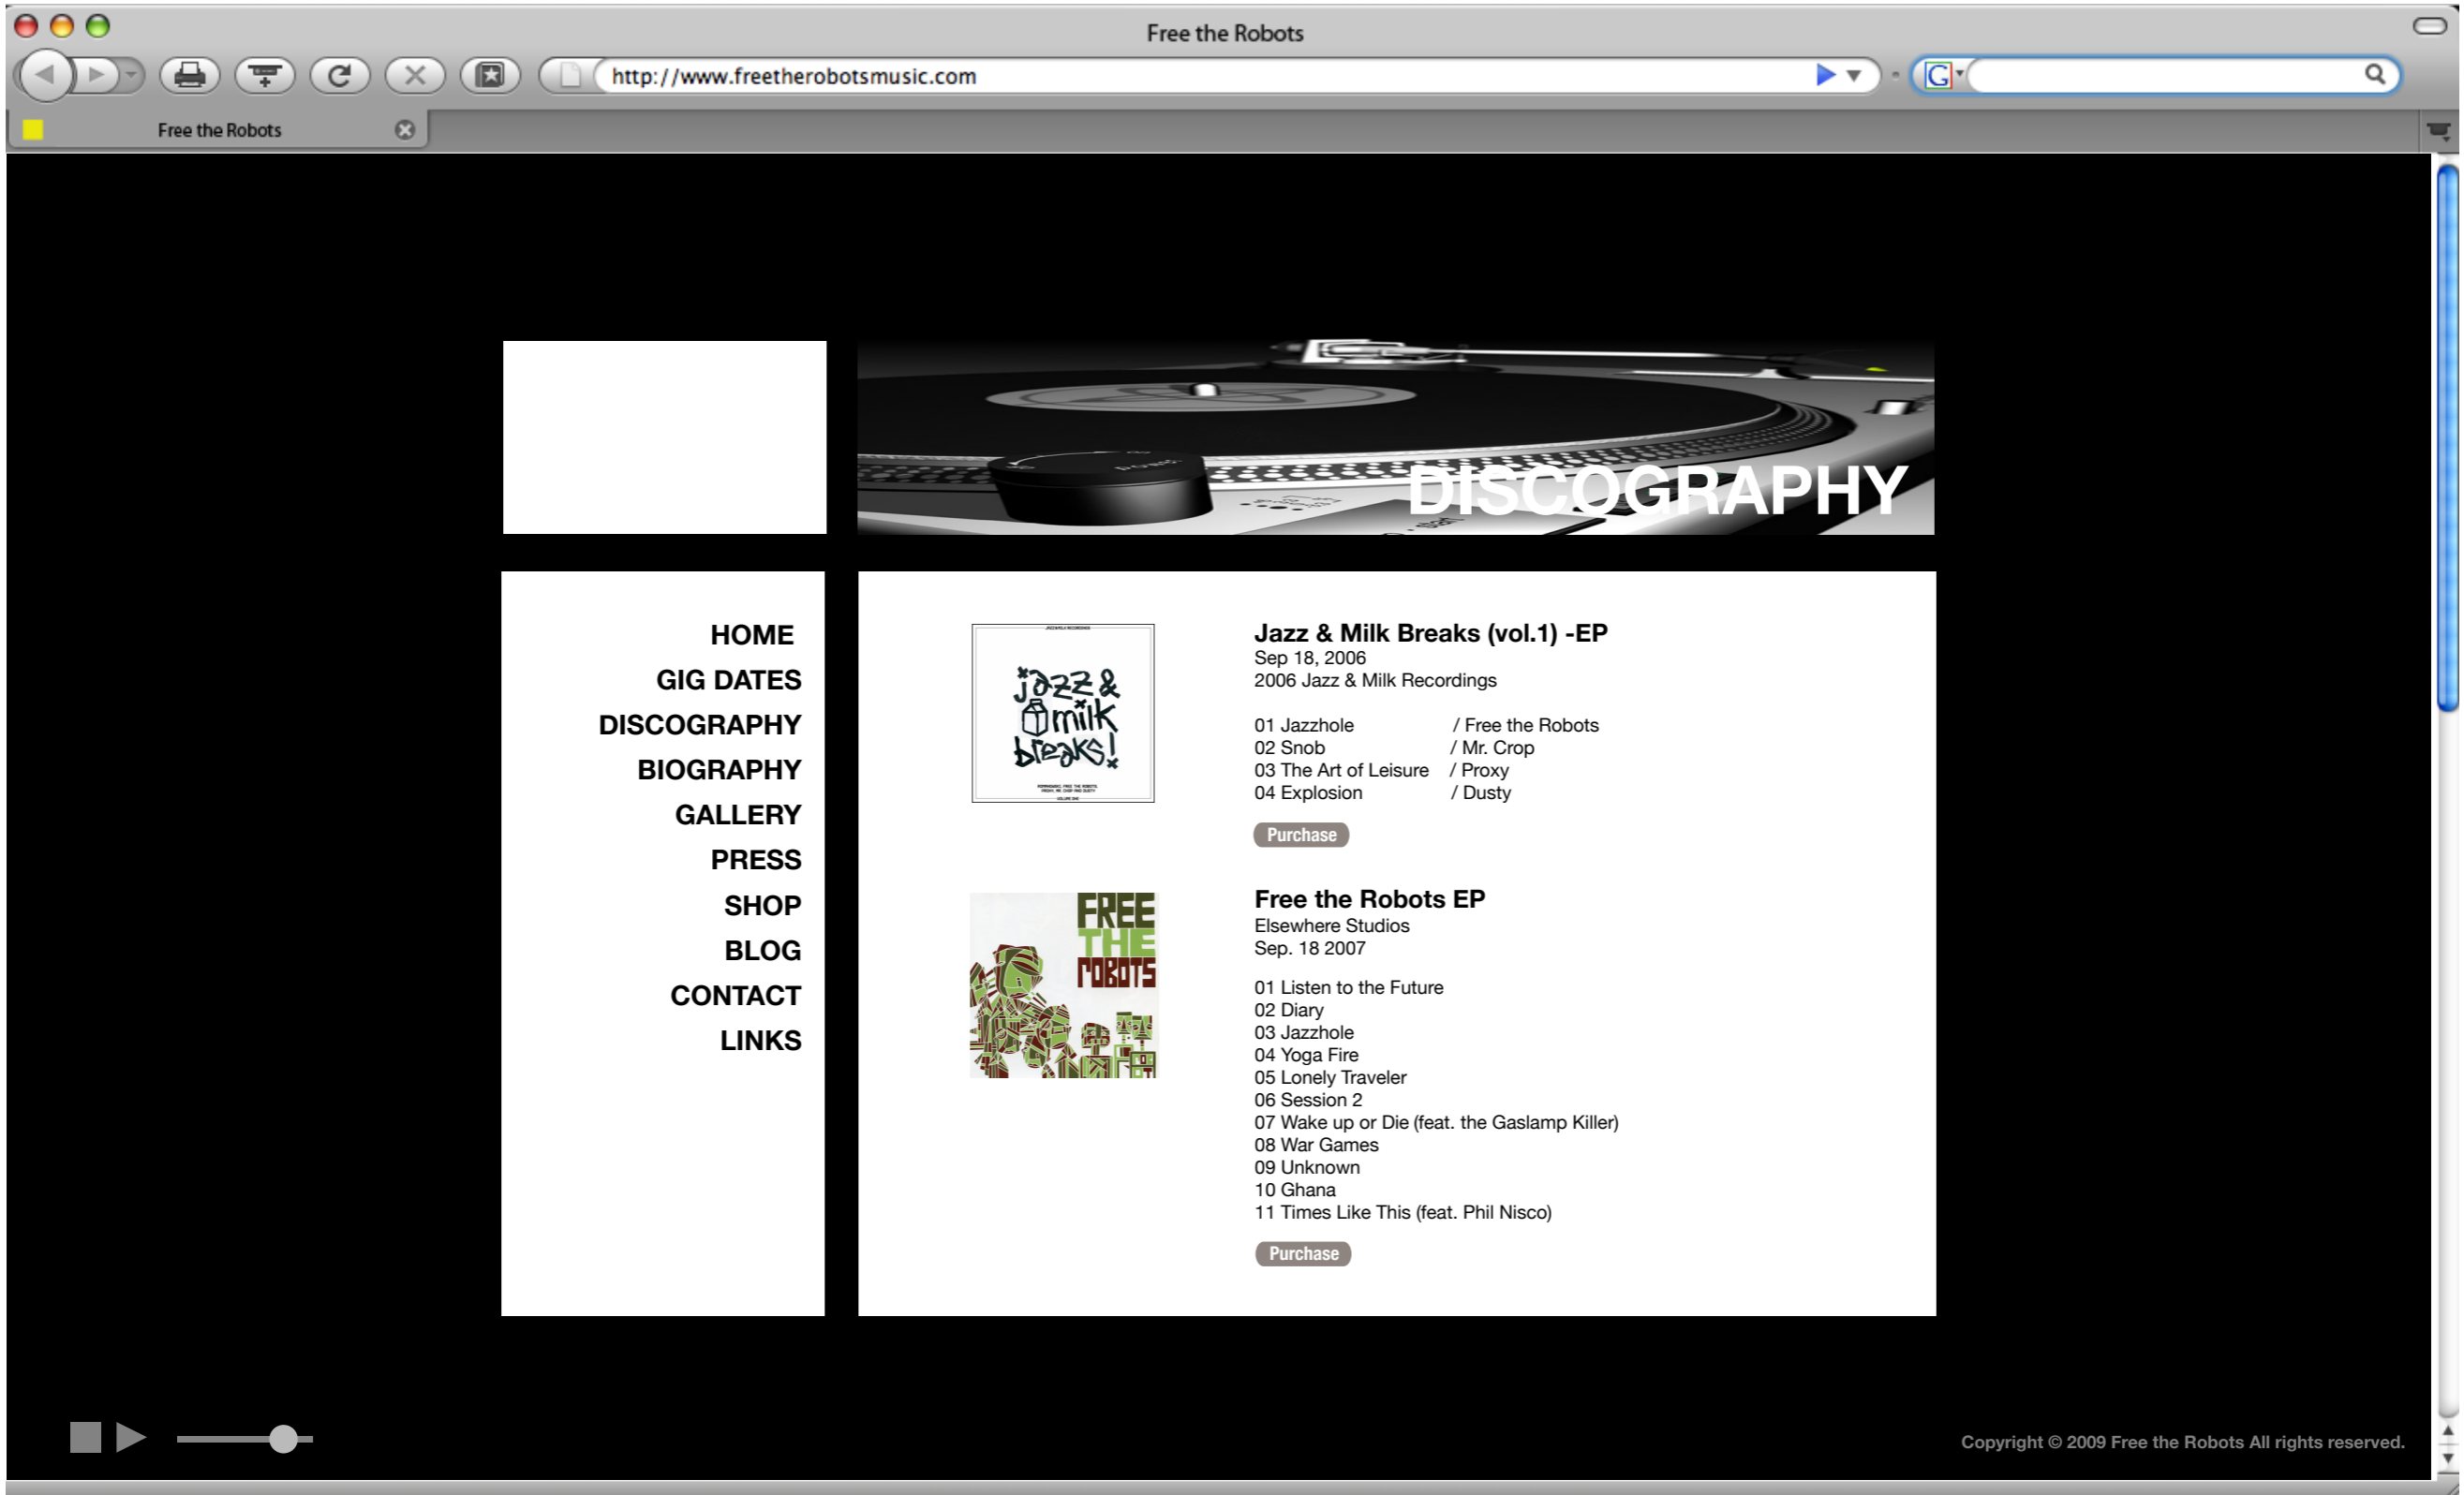 Free the Robots
http://www.freetherobotsmusic.com
Free the Robots
DISCOGRAPHY
HOME
GIG DATES
DISCOGRAPHY
BIOGRAPHY
GALLERY
PRESS
SHOP
BLOG
CONTACT
LINKS
jazz &
milk
breaks!
VOLUME ONE
Jazz & Milk Breaks (vol.1) -EP
Sep 18, 2006
2006 Jazz & Milk Recordings
01 Jazzhole / Free the Robots
02 Snob / Mr. Crop
03 The Art of Leisure / Proxy
04 Explosion / Dusty
Purchase
FREE
THE
ROBOTS
Free the Robots EP
Elsewhere Studios
Sep. 18 2007
01 Listen to the Future
02 Diary
03 Jazzhole
04 Yoga Fire
05 Lonely Traveler
06 Session 2
07 Wake up or Die (feat. the Gaslamp Killer)
08 War Games
09 Unknown
10 Ghana
11 Times Like This (feat. Phil Nisco)
Purchase
Copyright © 2009 Free the Robots All rights reserved.